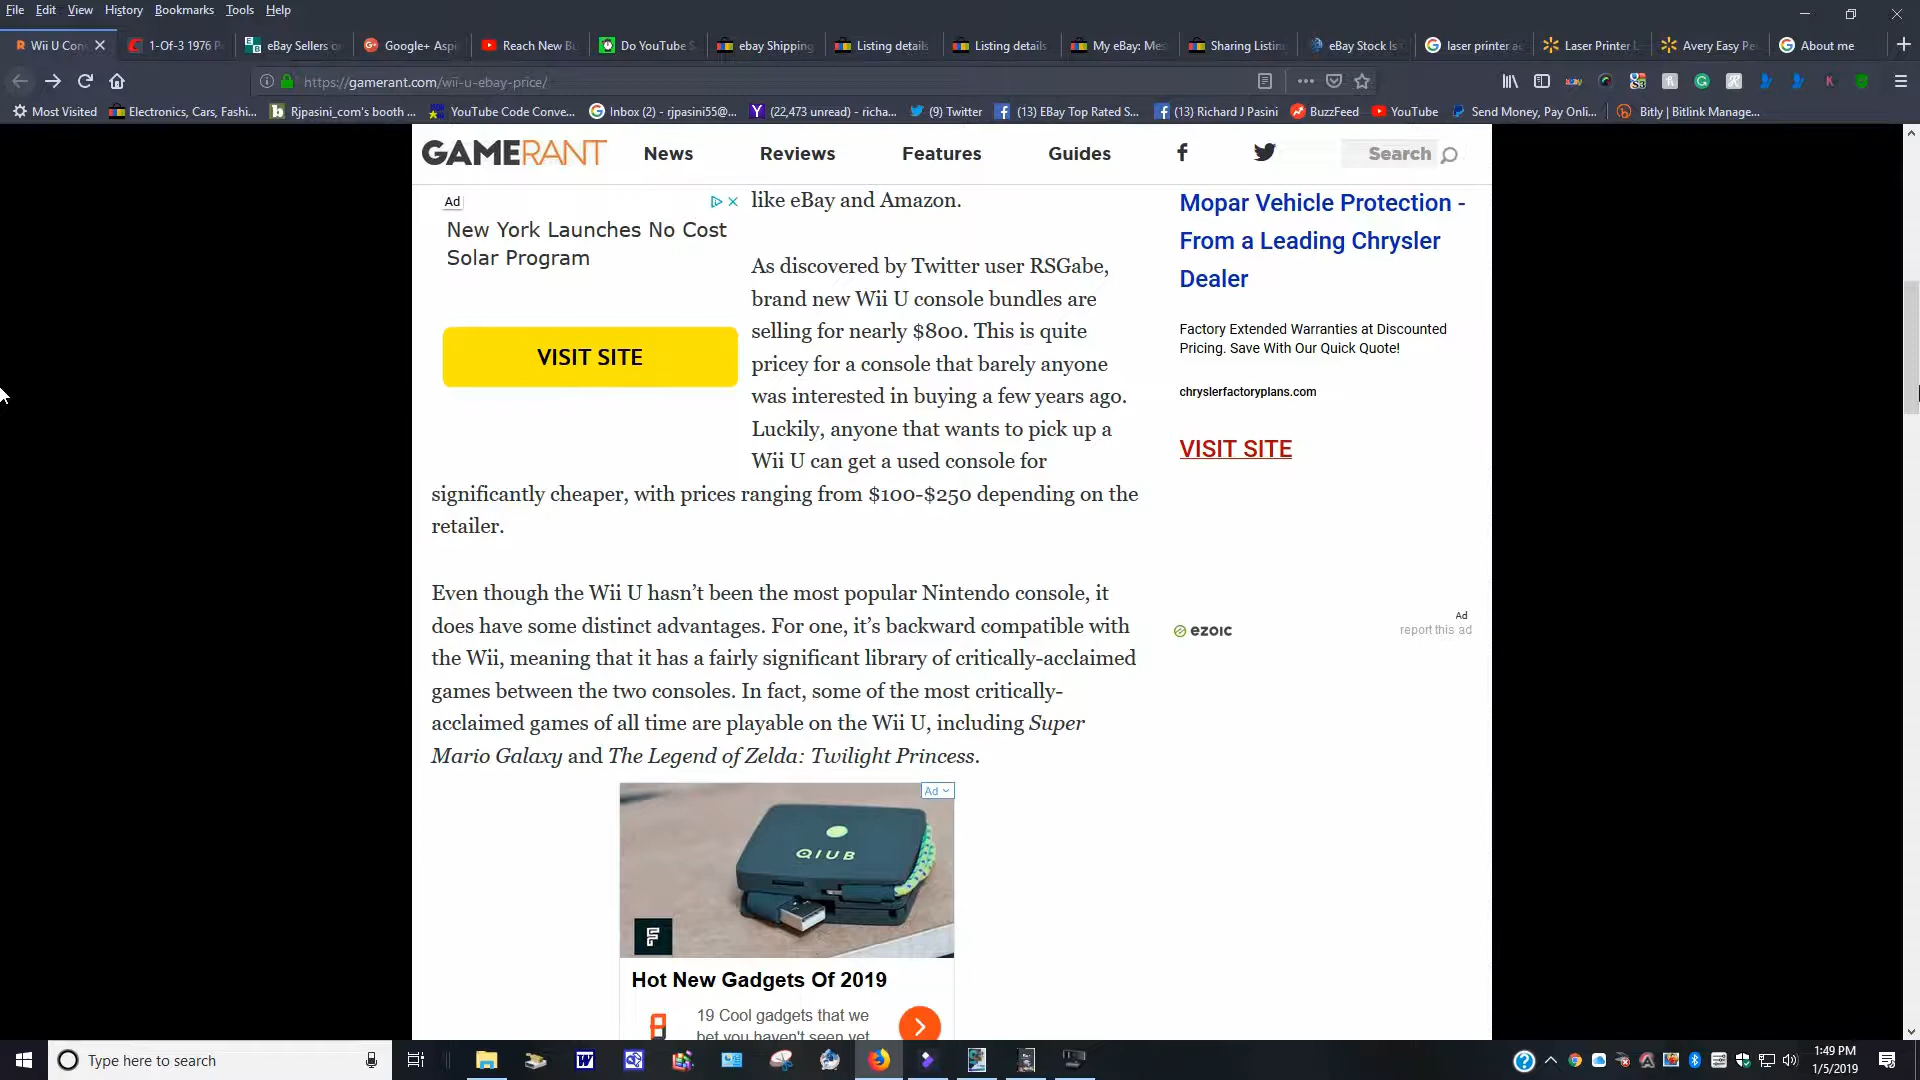 File Edit View History Bookmarks Tools Help
Wii U Con
1-Of-3 1976 P
eBay Sellers o
Google+ Asp
Reach New B
Do YouTube S
ebay Shipping
Listing details
Listing details
My eBay: Mes
Sharing Listin
eBay Stock Is
laser printer a
Laser Printer L
Avery Easy Pe
About me
https://gamerant.com/wii-u-ebay-price/
Most Visited
Electronics, Cars, Fashi...
Rjpasini_com's booth ...
YouTube Code Conve...
Inbox (2) - rjpasini55@...
(22,473 unread) - richa...
(9) Twitter
(13) EBay Top Rated S...
(13) Richard J Pasini
BuzzFeed
YouTube
Send Money, Pay Onli...
Bitly | Bitlink Manage...
GAMERANT News Reviews Features Guides Search
Ad
New York Launches No Cost
Solar Program
VISIT SITE
like eBay and Amazon.
As discovered by Twitter user RSGabe,
brand new Wii U console bundles are
selling for nearly $800. This is quite
pricey for a console that barely anyone
was interested in buying a few years ago.
Luckily, anyone that wants to pick up a
Wii U can get a used console for
significantly cheaper, with prices ranging from $100-$250 depending on the
retailer.
Even though the Wii U hasn't been the most popular Nintendo console, it
does have some distinct advantages. For one, it's backward compatible with
the Wii, meaning that it has a fairly significant library of critically-acclaimed
games between the two consoles. In fact, some of the most critically-
acclaimed games of all time are playable on the Wii U, including Super
Mario Galaxy and The Legend of Zelda: Twilight Princess.
Mopar Vehicle Protection -
From a Leading Chrysler
Dealer
Factory Extended Warranties at Discounted
Pricing. Save With Our Quick Quote!
chryslerfactoryplans.com
VISIT SITE
Ad
ezoic
report this ad
Ad
QIUB
Hot New Gadgets Of 2019
19 Cool gadgets that we
bet you haven't seen yet
Type here to search
1:49 PM
1/5/2019